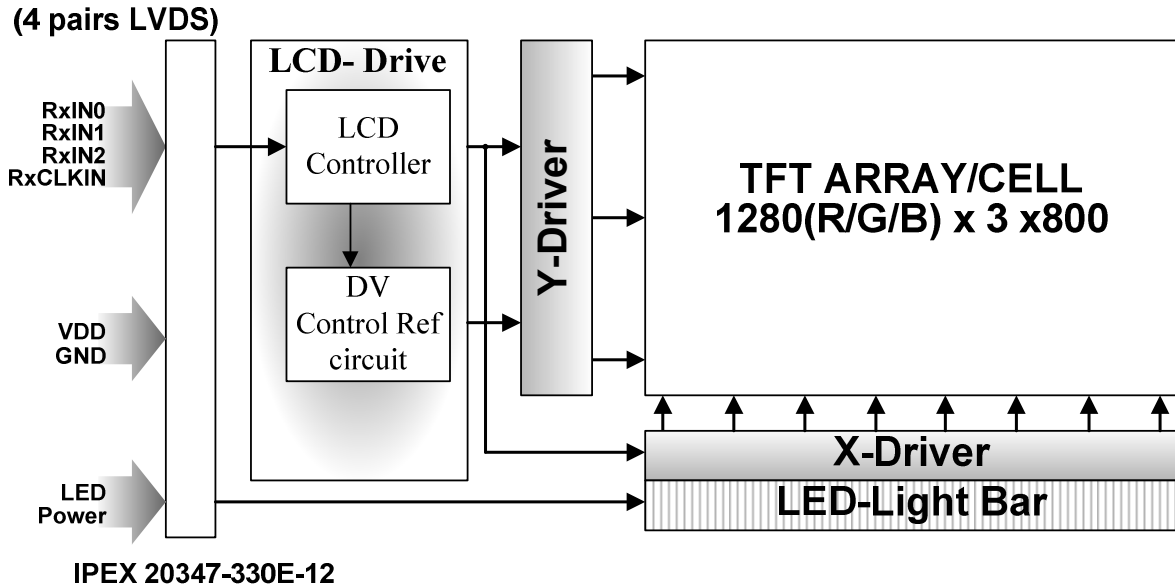 (4 pairs LVDS)
RxIN0
RxIN1
RxIN2
RxCLKIN
VDD
GND
LED
Power
IPEX 20347-330E-12
LCD- Drive
LCD
Controller
DV
Control Ref
circuit
Y-Driver
TFT ARRAY/CELL
1280(R/G/B) x 3 x800
X-Driver
LED-Light Bar